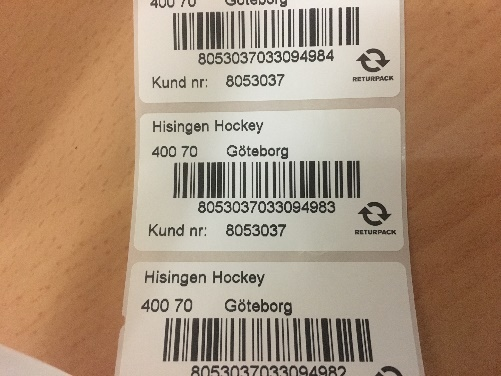 400 70 Göteborg
8053037033094984
RETURPACK
Kund nr: 8053037
Hisingen Hockey
400 70 Göteborg
8053037033094983
RETURPACK
Kund nr: 8053037
Hisingen Hockey
400 70 Göteborg
8053037033094982